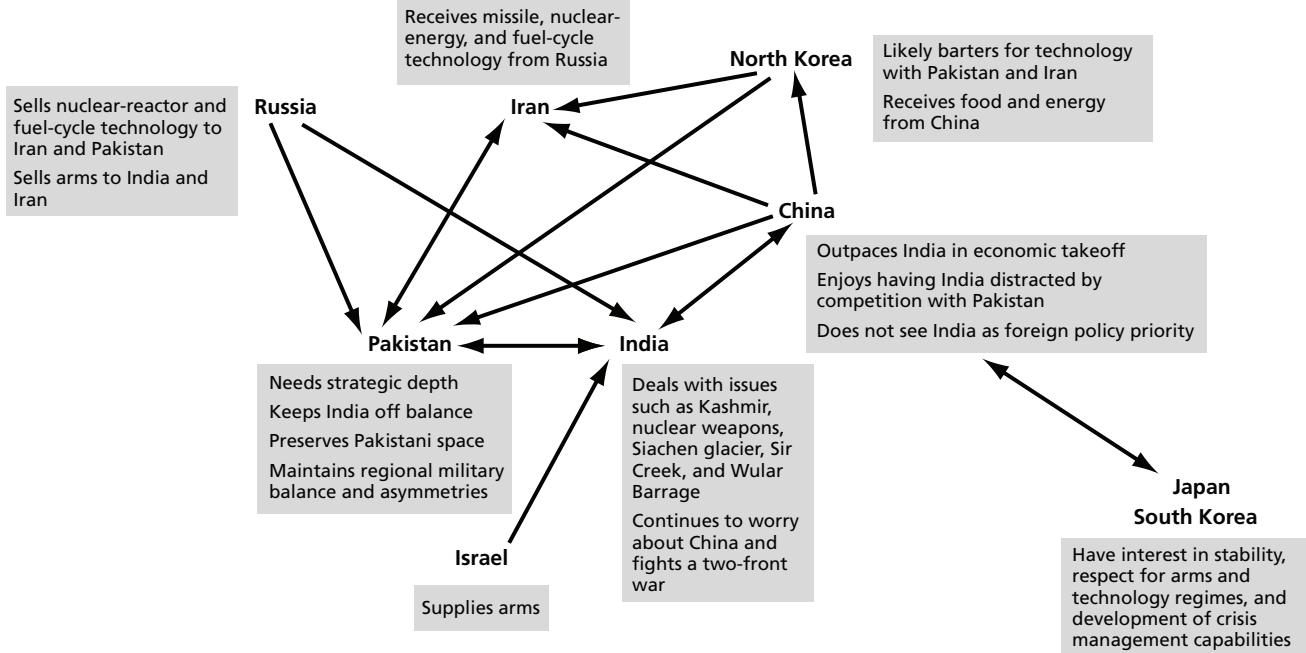 Receives missile, nuclear-
energy, and fuel-cycle
technology from Russia
North Korea
Likely barters for technology
with Pakistan and Iran
Receives food and energy
from China
Sells nuclear-reactor and
fuel-cycle technology to
Iran and Pakistan
Sells arms to India and
Iran
Russia
Iran
China
Outpaces India in economic takeoff
Enjoys having India distracted by
competition with Pakistan
Does not see India as foreign policy priority
Pakistan
India
Needs strategic depth
Keeps India off balance
Preserves Pakistani space
Maintains regional military
balance and asymmetries
Deals with issues
such as Kashmir,
nuclear weapons,
Siachen glacier, Sir
Creek, and Wular
Barrage
Continues to worry
about China and
fights a two-front
war
Israel
Supplies arms
Japan
South Korea
Have interest in stability,
respect for arms and
technology regimes, and
development of crisis
management capabilities